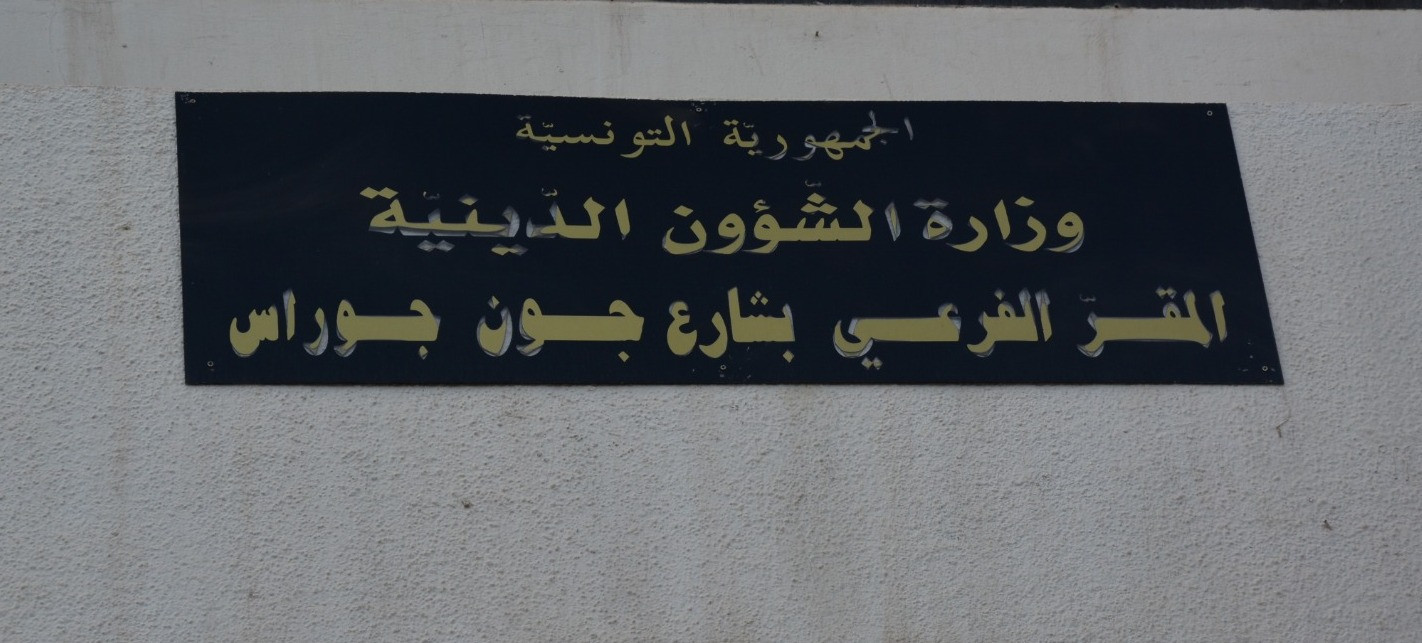 الجمهوريّة التونسيّة
وزارة الشّؤون الدّينيّة
المقرّ الفرعي بشارع جون جوراس